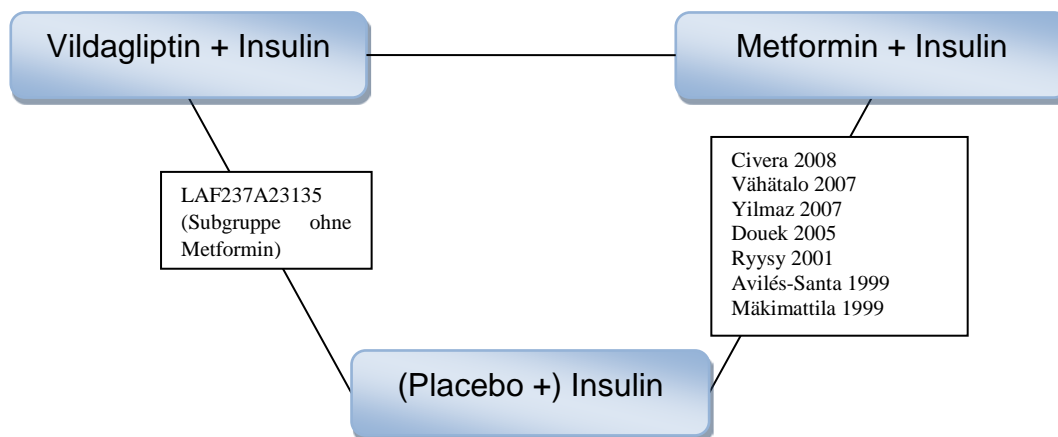 Vildagliptin + Insulin
Metformin + Insulin
LAF237A23135
(Subgruppe ohne
Metformin)
Civera 2008
Vähätalo 2007
Yilmaz 2007
Douek 2005
Ryysy 2001
Avilés-Santa 1999
Mäkimattila 1999
(Placebo +) Insulin